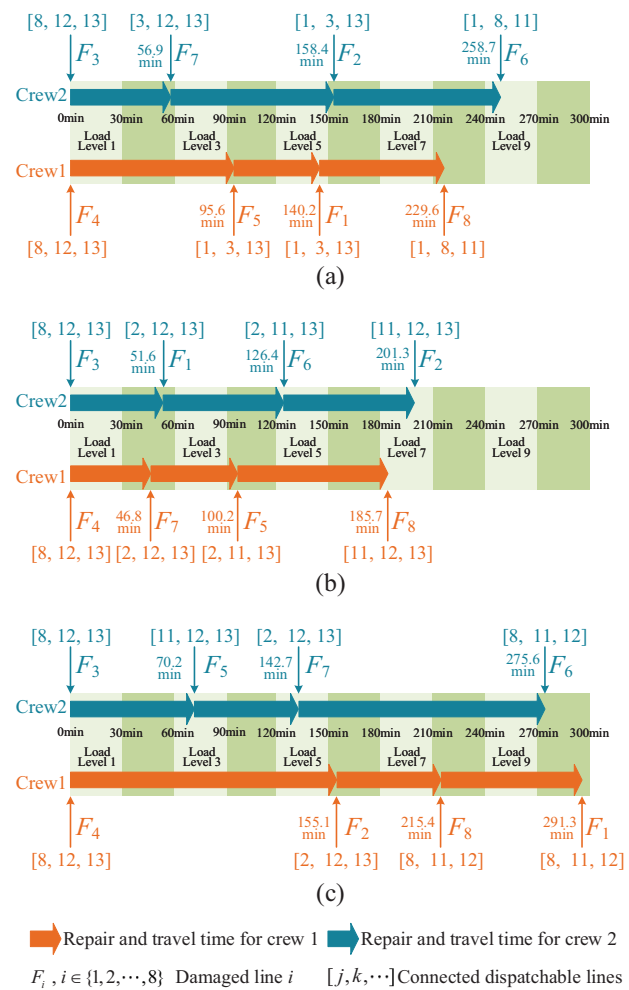 [8, 12, 13] [3, 12, 13] [1, 3, 13] [1, 8, 11]
F3 56.9 min F7 158.4 min F2 258.7 min F6
Crew2
0min 30min 60min 90min 120min 150min 180min 210min 240min 270min 300min
Load Level 1 Load Level 3 Load Level 5 Load Level 7 Load Level 9
Crew1
F4 95.6 min F5 140.2 min F1 229.6 min F8
[8, 12, 13] [1, 3, 13] [1, 3, 13] [1, 8, 11]
(a)
[8, 12, 13] [2, 12, 13] [2, 11, 13] [11, 12, 13]
F3 51.6 min F1 126.4 min F6 201.3 min F2
Crew2
0min 30min 60min 90min 120min 150min 180min 210min 240min 270min 300min
Load Level 1 Load Level 3 Load Level 5 Load Level 7 Load Level 9
Crew1
F4 46.8 min F7 100.2 min F5 185.7 min F8
[8, 12, 13] [2, 12, 13] [2, 11, 13] [11, 12, 13]
(b)
[8, 12, 13] [11, 12, 13] [2, 12, 13] [8, 11, 12]
F3 70.2 min F5 142.7 min F7 275.6 min F6
Crew2
0min 30min 60min 90min 120min 150min 180min 210min 240min 270min 300min
Load Level 1 Load Level 3 Load Level 5 Load Level 7 Load Level 9
Crew1
F4 155.1 min F2 215.4 min F8 291.3 min F1
[8, 12, 13] [2, 12, 13] [8, 11, 12] [8, 11, 12]
(c)
Repair and travel time for crew 1 Repair and travel time for crew 2
F_i , i ∈ {1, 2, ⋯, 8} Damaged line i [j, k, ⋯] Connected dispatchable lines